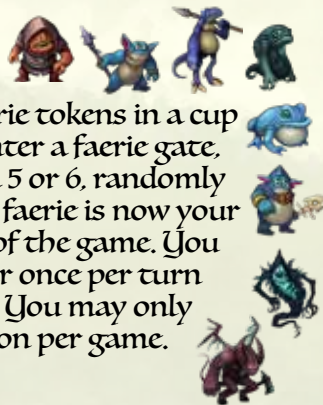 rie tokens in a cup
ter a faerie gate,
5 or 6, randomly
faerie is now your
of the game. You
r once per turn
You may only
on per game.